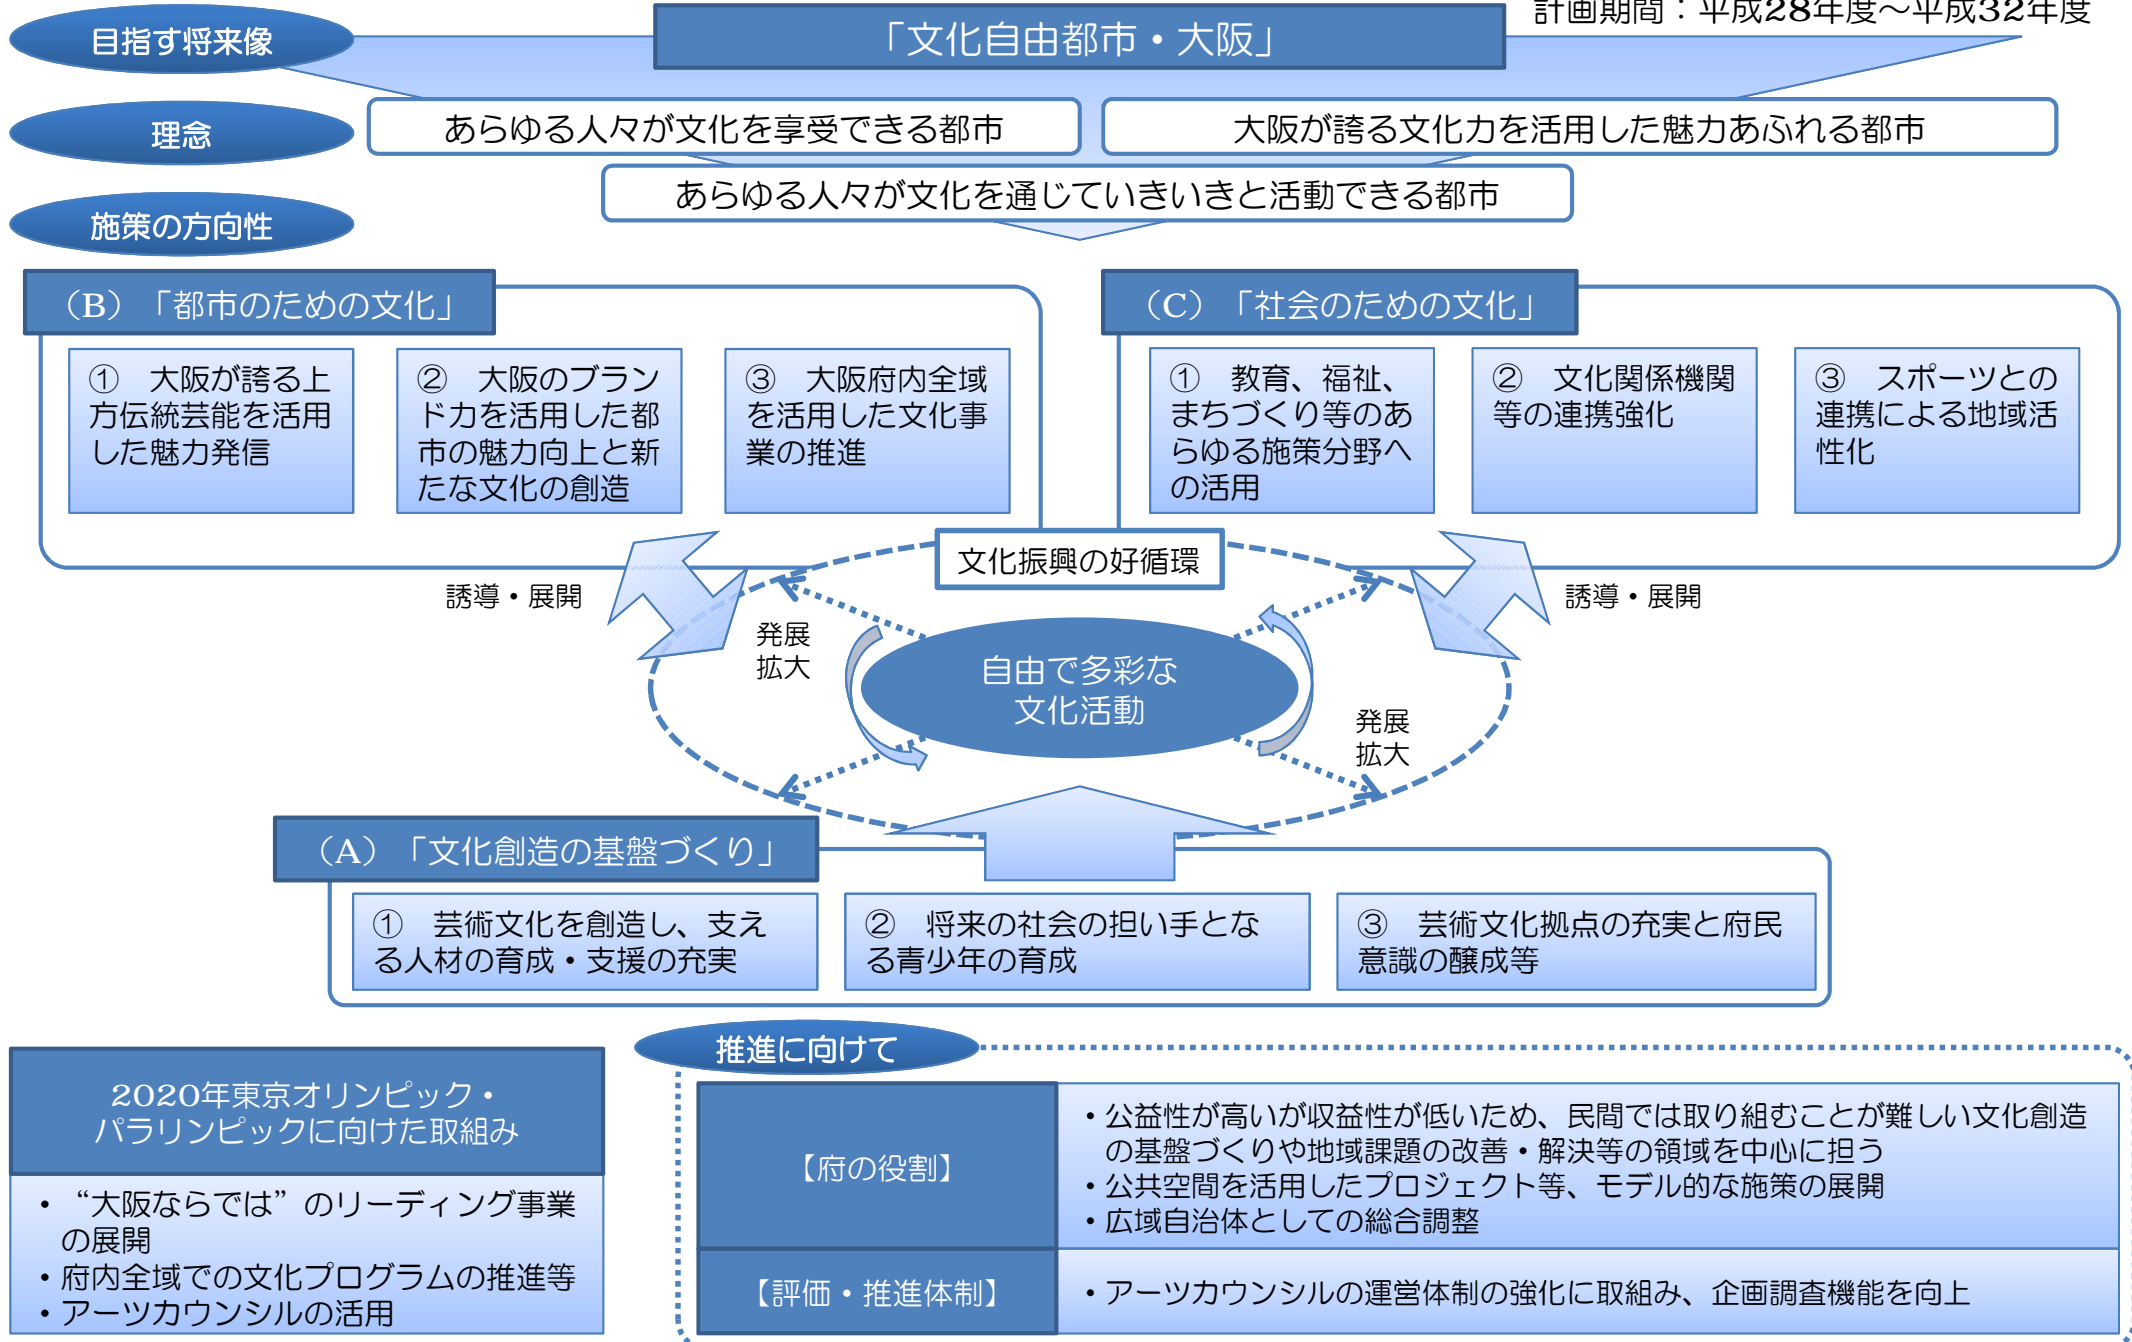 計画期間：平成28年度～平成32年度
目指す将来像
「文化自由都市・大阪」
理念
あらゆる人々が文化を享受できる都市
大阪が誇る文化力を活用した魅力あふれる都市
あらゆる人々が文化を通じていきいきと活動できる都市
施策の方向性
（B）「都市のための文化」
① 大阪が誇る上
方伝統芸能を活用
した魅力発信
② 大阪のブラン
ド力を活用した都
市の魅力向上と新
たな文化の創造
③ 大阪府内全域
を活用した文化事
業の推進
（C）「社会のための文化」
① 教育、福祉、
まちづくり等のあ
らゆる施策分野へ
の活用
② 文化関係機関
等の連携強化
③ スポーツとの
連携による地域活
性化
文化振興の好循環
誘導・展開
誘導・展開
発展
拡大
自由で多彩な
文化活動
発展
拡大
（A）「文化創造の基盤づくり」
① 芸術文化を創造し、支え
る人材の育成・支援の充実
② 将来の社会の担い手とな
る青少年の育成
③ 芸術文化拠点の充実と府民
意識の醸成等
2020年東京オリンピック・
パラリンピックに向けた取組み
・“大阪ならでは”のリーディング事業
の展開
・府内全域での文化プログラムの推進等
・アーツカウンシルの活用
推進に向けて
【府の役割】
・公益性が高いが収益性が低いため、民間では取り組むことが難しい文化創造
の基盤づくりや地域課題の改善・解決等の領域を中心に担う
・公共空間を活用したプロジェクト等、モデル的な施策の展開
・広域自治体としての総合調整
【評価・推進体制】
・アーツカウンシルの運営体制の強化に取組み、企画調査機能を向上